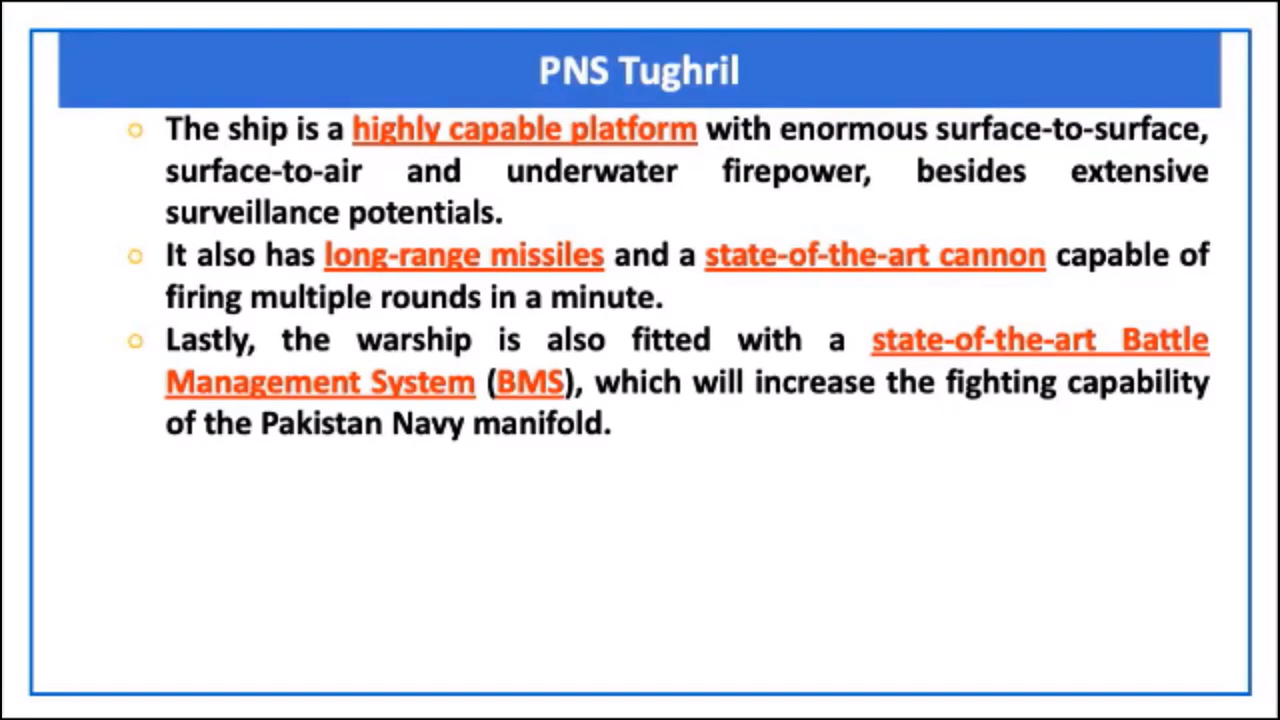 PNS Tughril
The ship is a highly capable platform with enormous surface-to-surface,
surface-to-air and underwater firepower, besides extensive
surveillance potentials.
It also has long-range missiles and a state-of-the-art cannon capable of
firing multiple rounds in a minute.
Lastly, the warship is also fitted with a state-of-the-art Battle
Management System (BMS), which will increase the fighting capability
of the Pakistan Navy manifold.